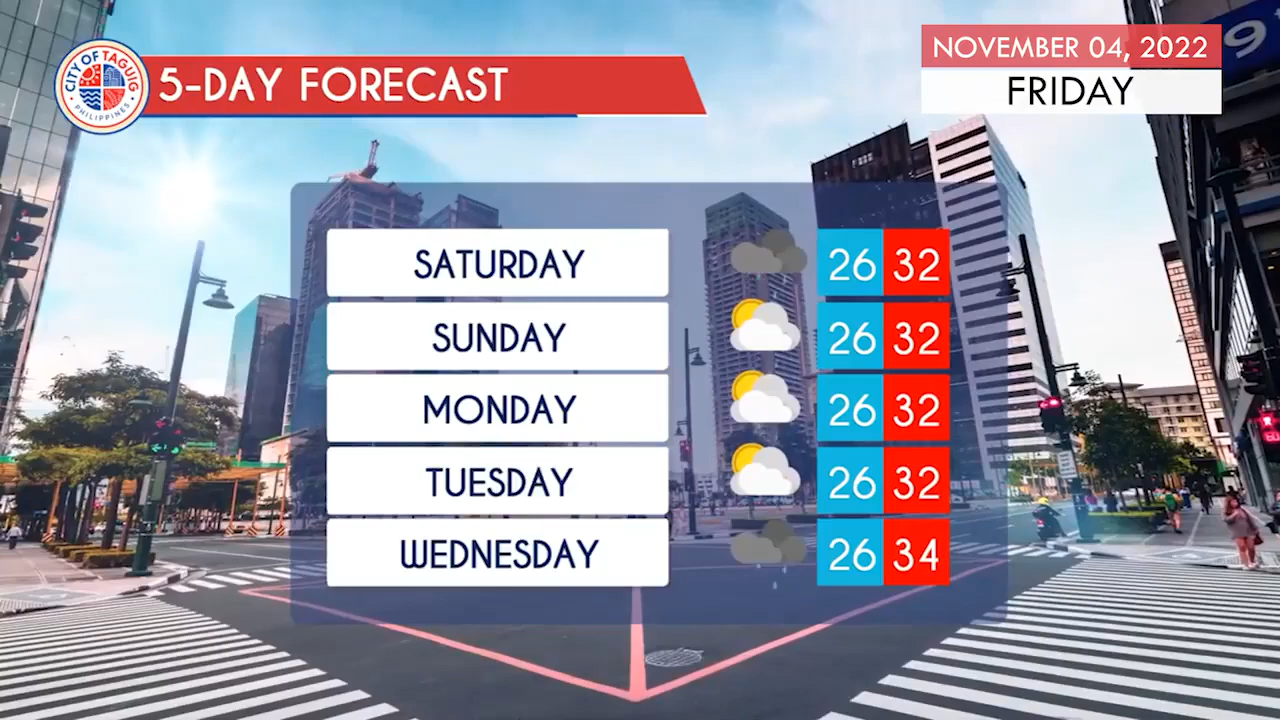 CITY OF TAGUIG
PHILIPPINES
5-DAY FORECAST
NOVEMBER 04, 2022
FRIDAY
9
SATURDAY 26 32
SUNDAY 26 32
MONDAY 26 32
TUESDAY 26 32
WEDNESDAY 26 34